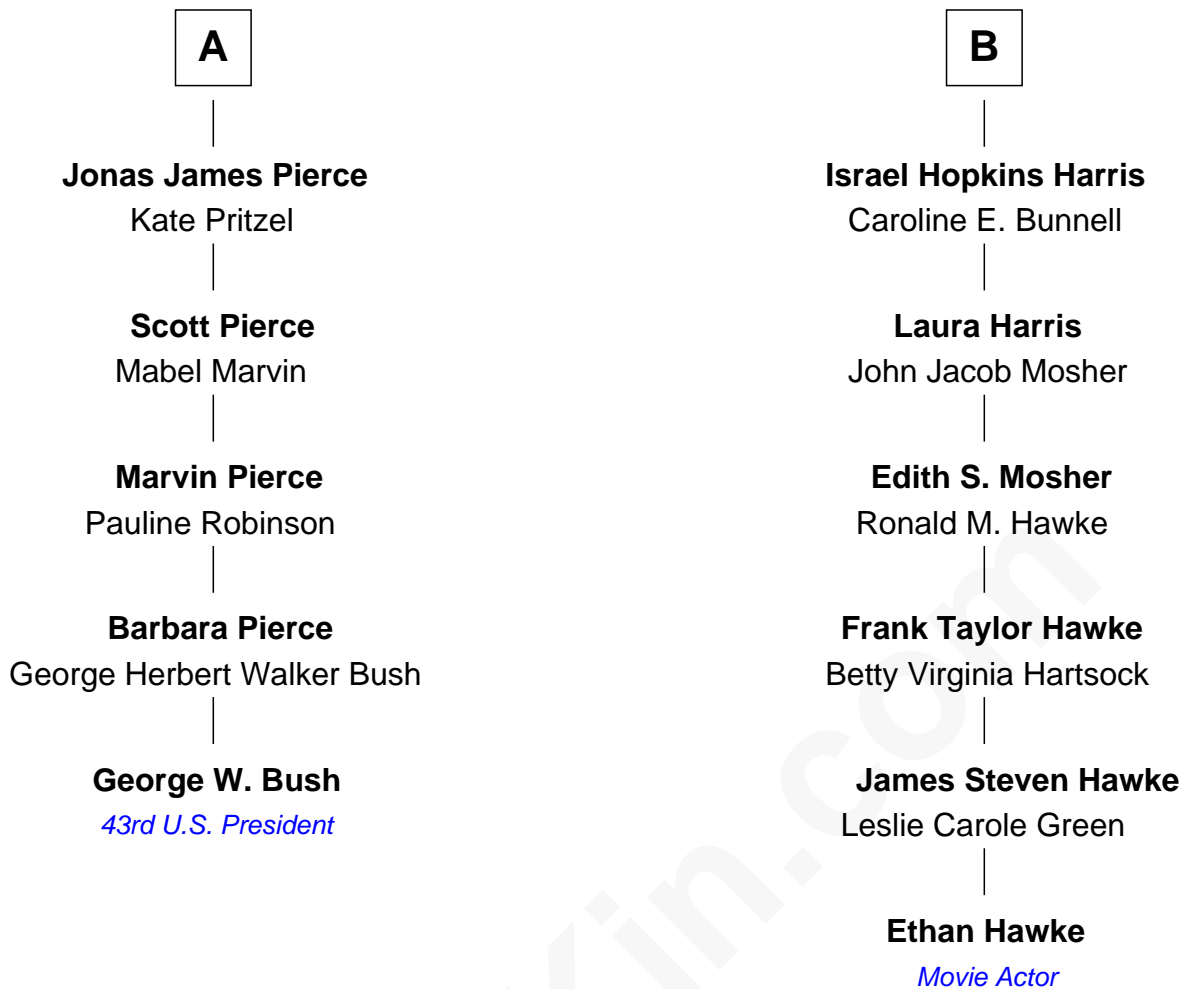 A
Jonas James Pierce
Kate Pritzel
Scott Pierce
Mabel Marvin
Marvin Pierce
Pauline Robinson
Barbara Pierce
George Herbert Walker Bush
George W. Bush
43rd U.S. President
B
Israel Hopkins Harris
Caroline E. Bunnell
Laura Harris
John Jacob Mosher
Edith S. Mosher
Ronald M. Hawke
Frank Taylor Hawke
Betty Virginia Hartsock
James Steven Hawke
Leslie Carole Green
Ethan Hawke
Movie Actor
Kin.com